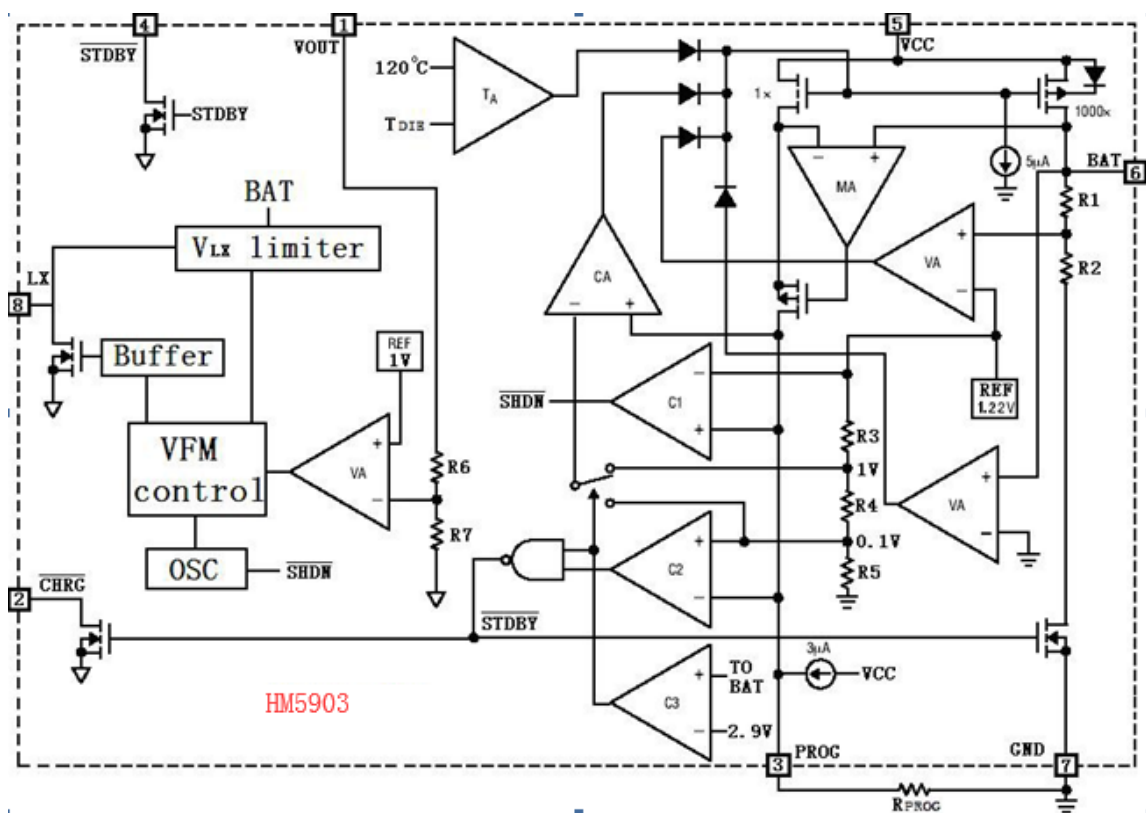 4
1
5
STDBY
VOUT
VCC
120°C
TA
TDIE
1×
1000×
STDBY
MA
5μA
BAT
6
BAT
R1
VLX limiter
VA
R2
LX
CA
8
REF
1V
Buffer
SHDN
C1
REF
1.22V
VFM
control
R3
VA
R6
1V
VA
R4
R7
0.1V
OSC
SHDN
C2
R5
CHRG
2
STDBY
3μA
VCC
TO
BAT
C3
HM5903
2.9V
PROG
GND
3
7
RPROG